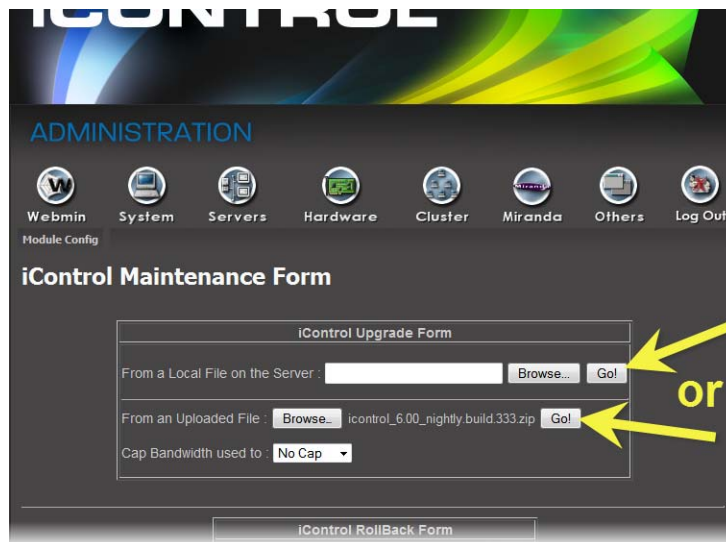 iCONTROL
ADMINISTRATION
Webmin System Servers Hardware Cluster Miranda Others Log Out
Module Config
iControl Maintenance Form
iControl Upgrade Form
From a Local File on the Server : Browse... Go!
or
From an Uploaded File : Browse... icontrol_6.00_nightly.build.333.zip Go!
Cap Bandwidth used to : No Cap
iControl RollBack Form